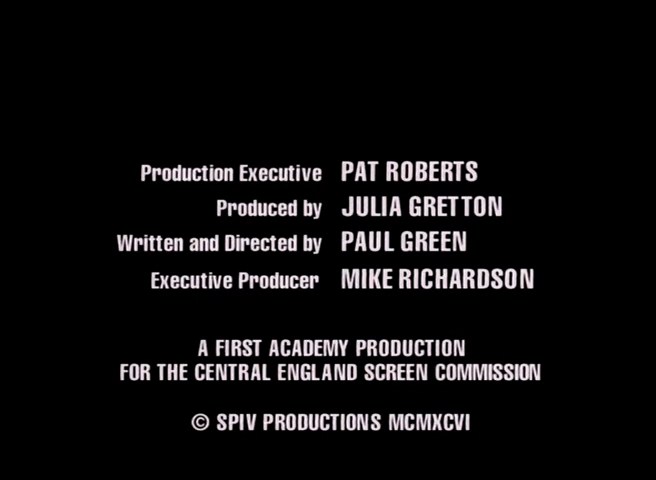 Production Executive PAT ROBERTS
Produced by JULIA GRETTON
Written and Directed by PAUL GREEN
Executive Producer MIKE RICHARDSON
A FIRST ACADEMY PRODUCTION
FOR THE CENTRAL ENGLAND SCREEN COMMISSION
© SPIV PRODUCTIONS MCMXCVI